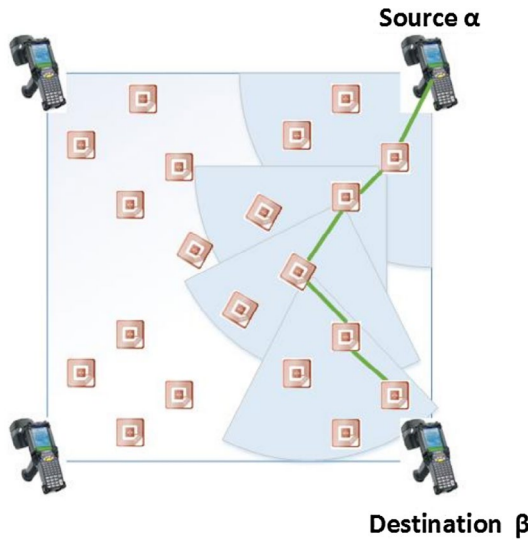 Source α
Destination β